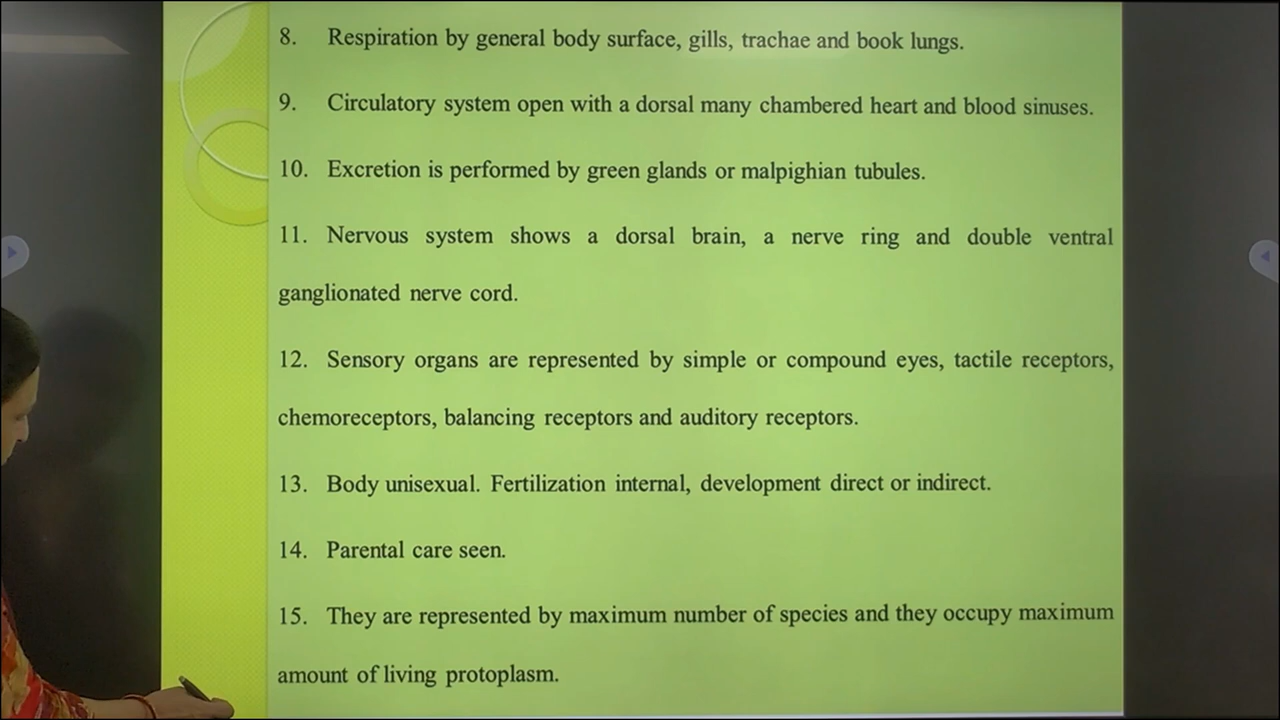 8. Respiration by general body surface, gills, trachae and book lungs.
9. Circulatory system open with a dorsal many chambered heart and blood sinuses.
10. Excretion is performed by green glands or malpighian tubules.
11. Nervous system shows a dorsal brain, a nerve ring and double ventral
ganglionated nerve cord.
12. Sensory organs are represented by simple or compound eyes, tactile receptors,
chemoreceptors, balancing receptors and auditory receptors.
13. Body unisexual. Fertilization internal, development direct or indirect.
14. Parental care seen.
15. They are represented by maximum number of species and they occupy maximum
amount of living protoplasm.